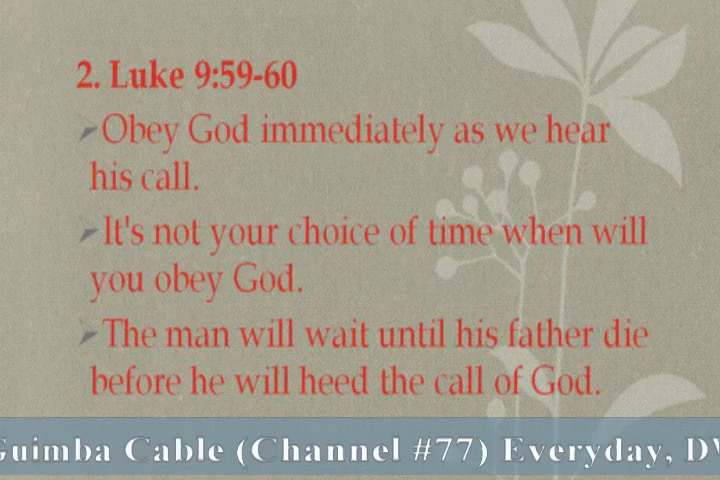 2. Luke 9:59-60
Obey God immediately as we hear
his call.
It's not your choice of time when will
you obey God.
The man will wait until his father die
before he will heed the call of God.
Guimba Cable (Channel #77) Everyday,